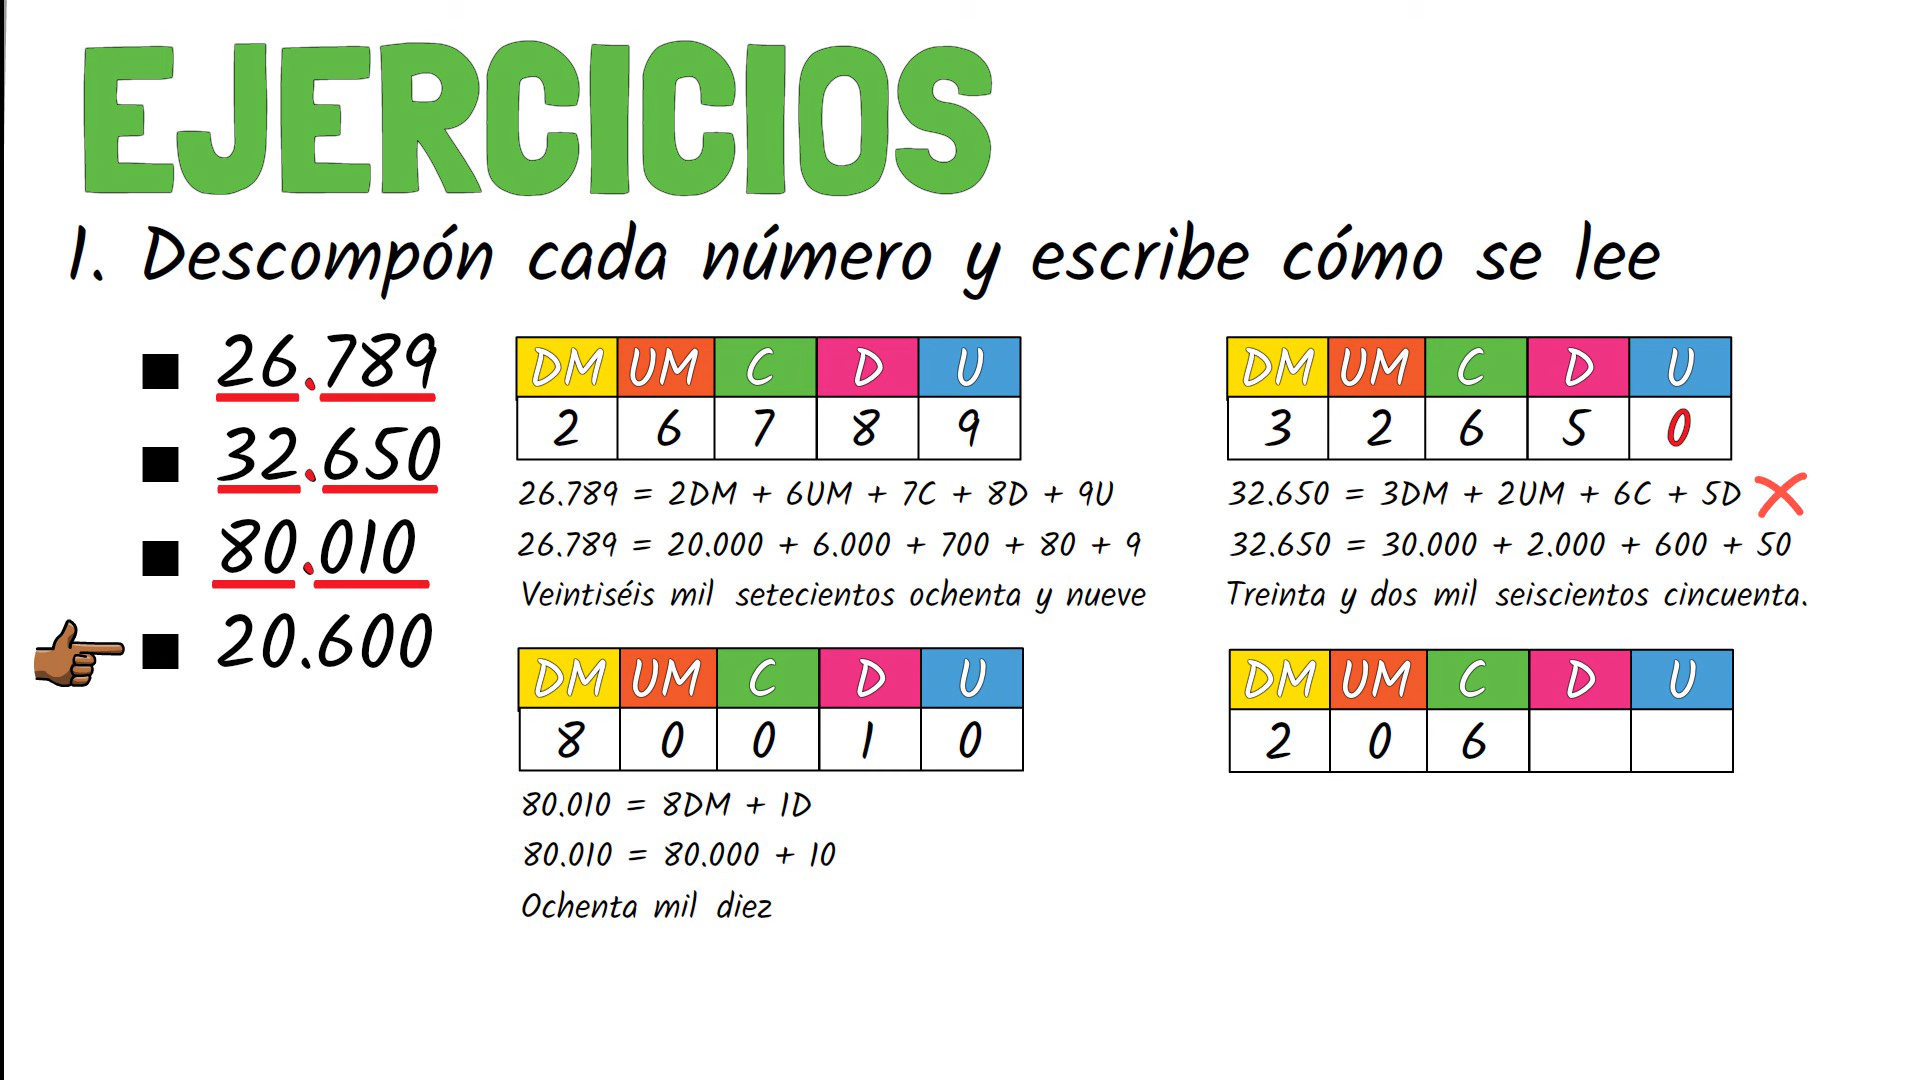 EJERCICIOS
1. Descompón cada número y escribe cómo se lee
■ 26.789
■ 32.650
■ 80.010
■ 20.600
DM UM C D U
2 6 7 8 9
26.789 = 2DM + 6UM + 7C + 8D + 9U
26.789 = 20.000 + 6.000 + 700 + 80 + 9
Veintiséis mil setecientos ochenta y nueve
DM UM C D U
3 2 6 5 0
32.650 = 3DM + 2UM + 6C + 5D
32.650 = 30.000 + 2.000 + 600 + 50
Treinta y dos mil seiscientos cincuenta.
DM UM C D U
8 0 0 1 0
80.010 = 8DM + 1D
80.010 = 80.000 + 10
Ochenta mil diez
DM UM C D U
2 0 6